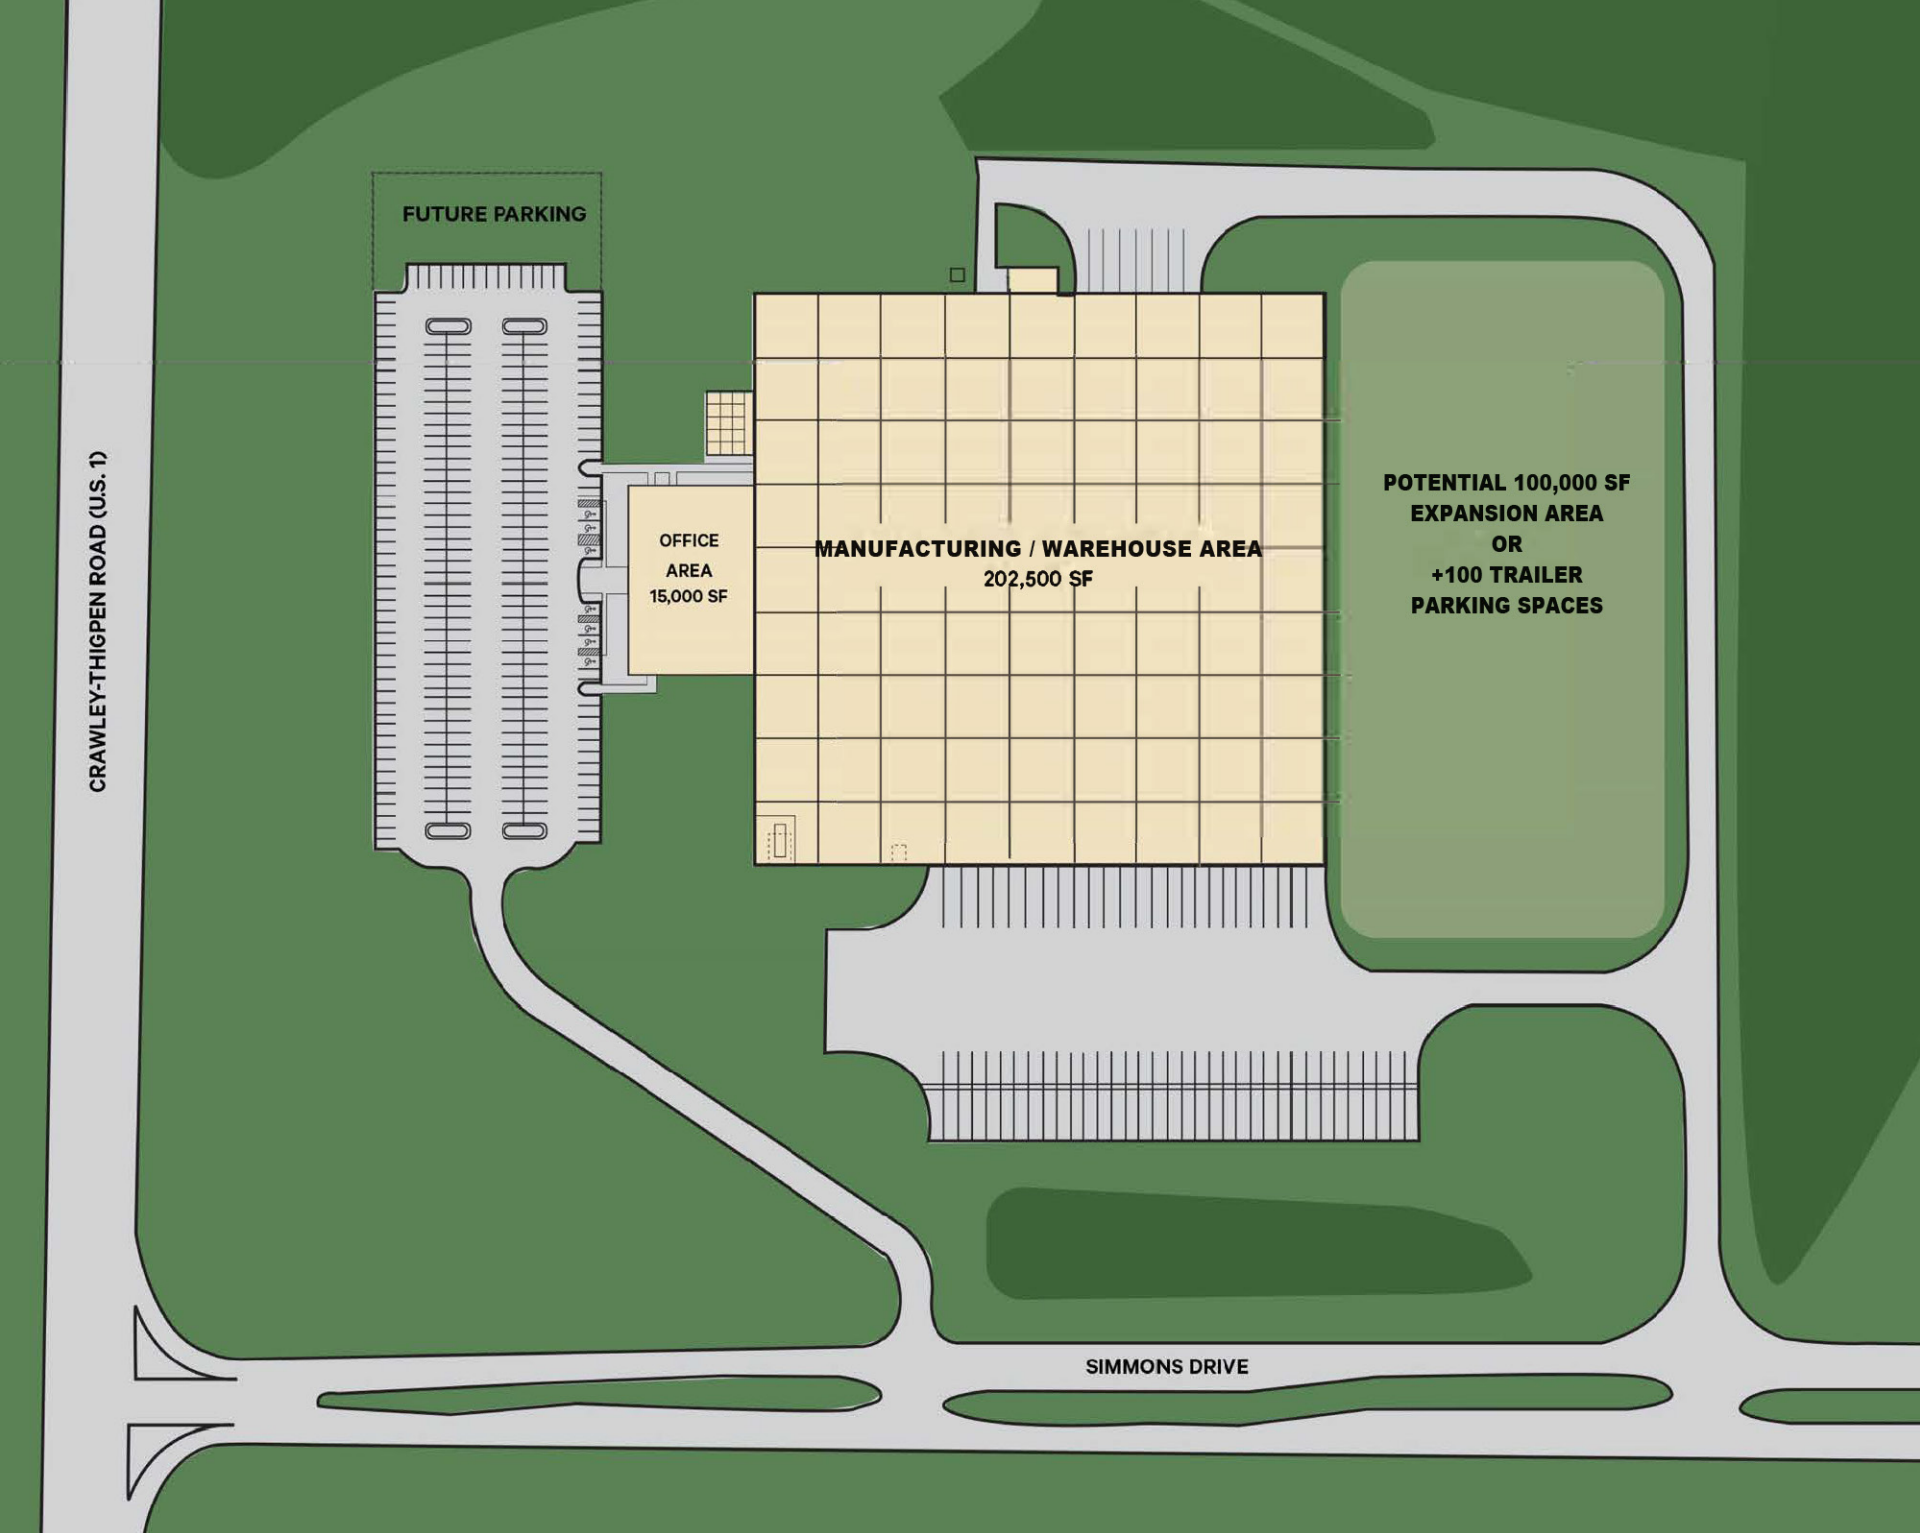 FUTURE PARKING
CRAWLEY-THIGPEN ROAD (U.S. 1)
OFFICE
AREA
15,000 SF
MANUFACTURING / WAREHOUSE AREA
202,500 SF
POTENTIAL 100,000 SF
EXPANSION AREA
OR
+100 TRAILER
PARKING SPACES
SIMMONS DRIVE